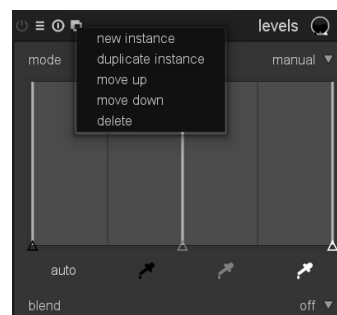 levels
new instance
mode
duplicate instance
manual
move up
move down
delete
auto
blend
off